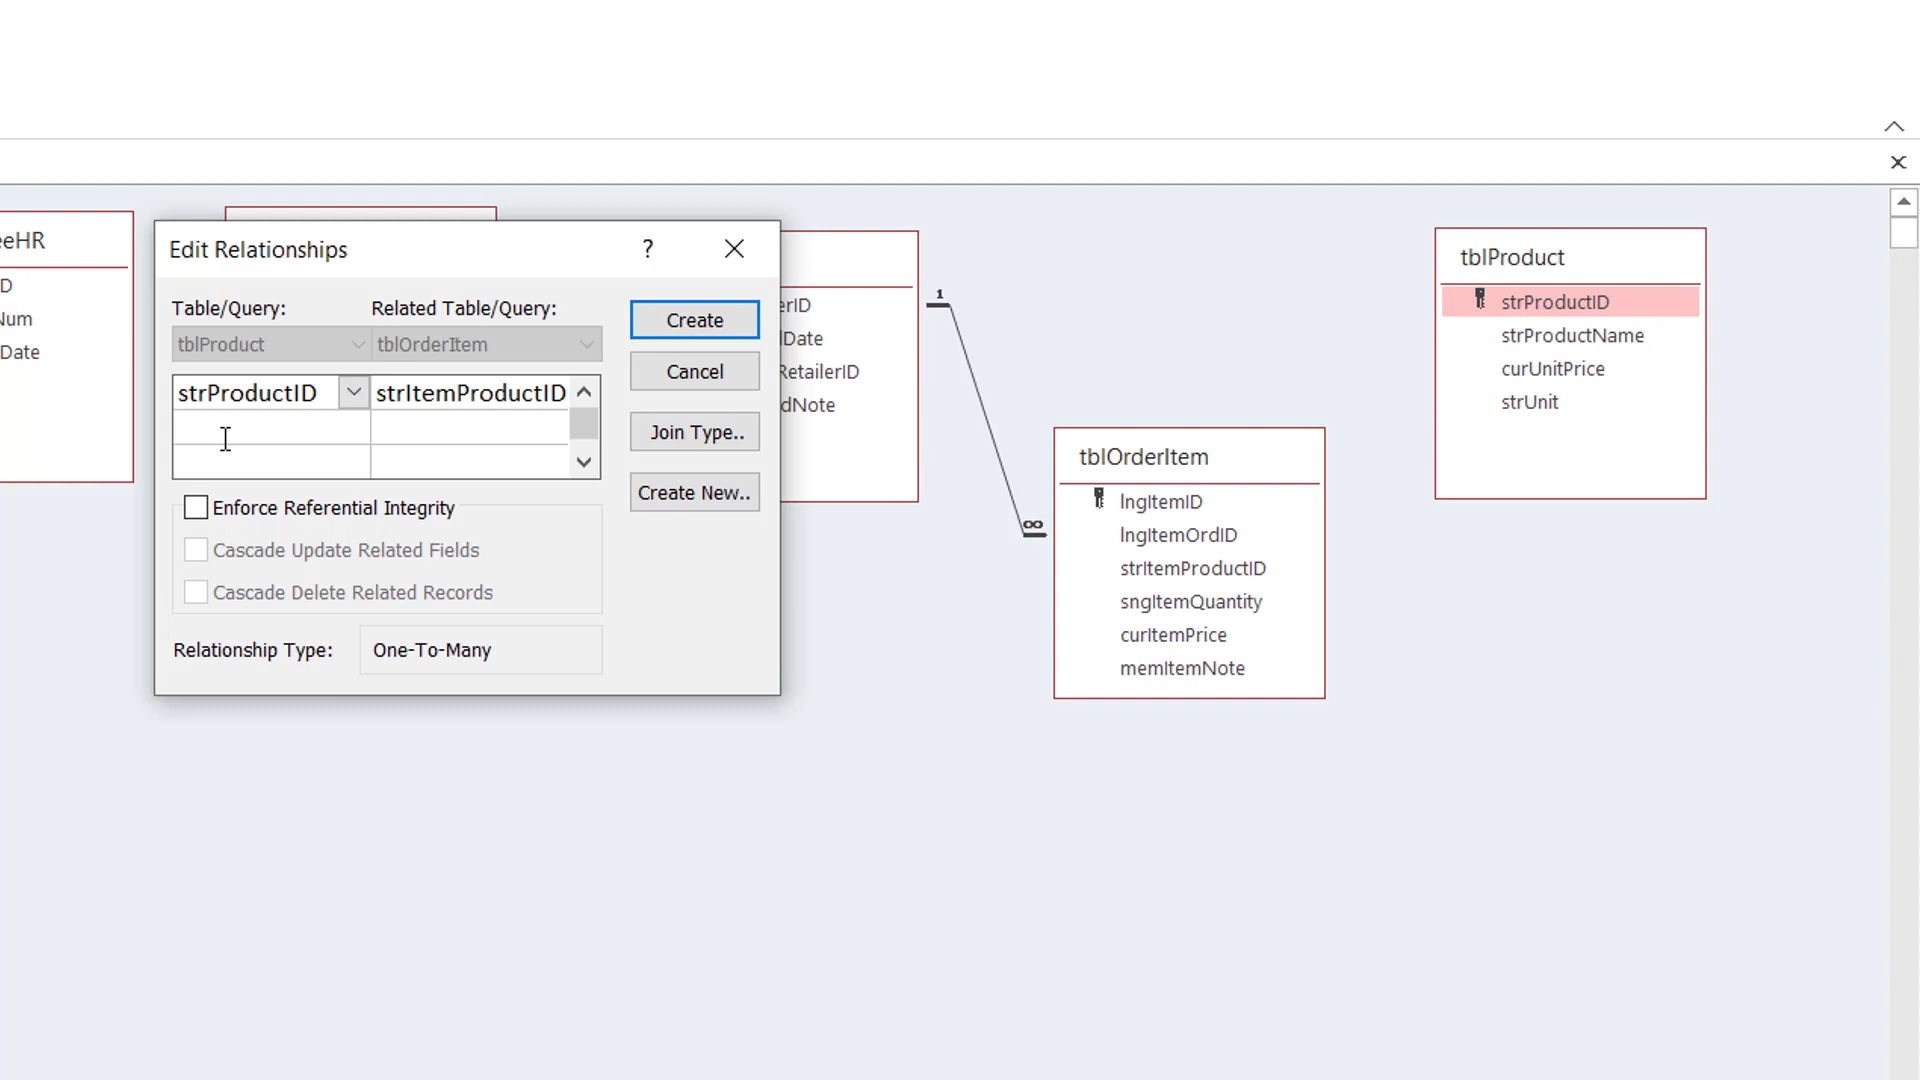 eeHR
D
Num
Date
Edit Relationships
?
Table/Query:
Related Table/Query:
tblProduct
tblOrderItem
strProductID
strItemProductID
Enforce Referential Integrity
Cascade Update Related Fields
Cascade Delete Related Records
Relationship Type:
One-To-Many
Create
Cancel
Join Type..
Create New..
erID
dDate
RetailerID
dNote
1
∞
tblOrderItem
lngItemID
lngItemOrdID
strItemProductID
sngItemQuantity
curItemPrice
memItemNote
tblProduct
strProductID
strProductName
curUnitPrice
strUnit